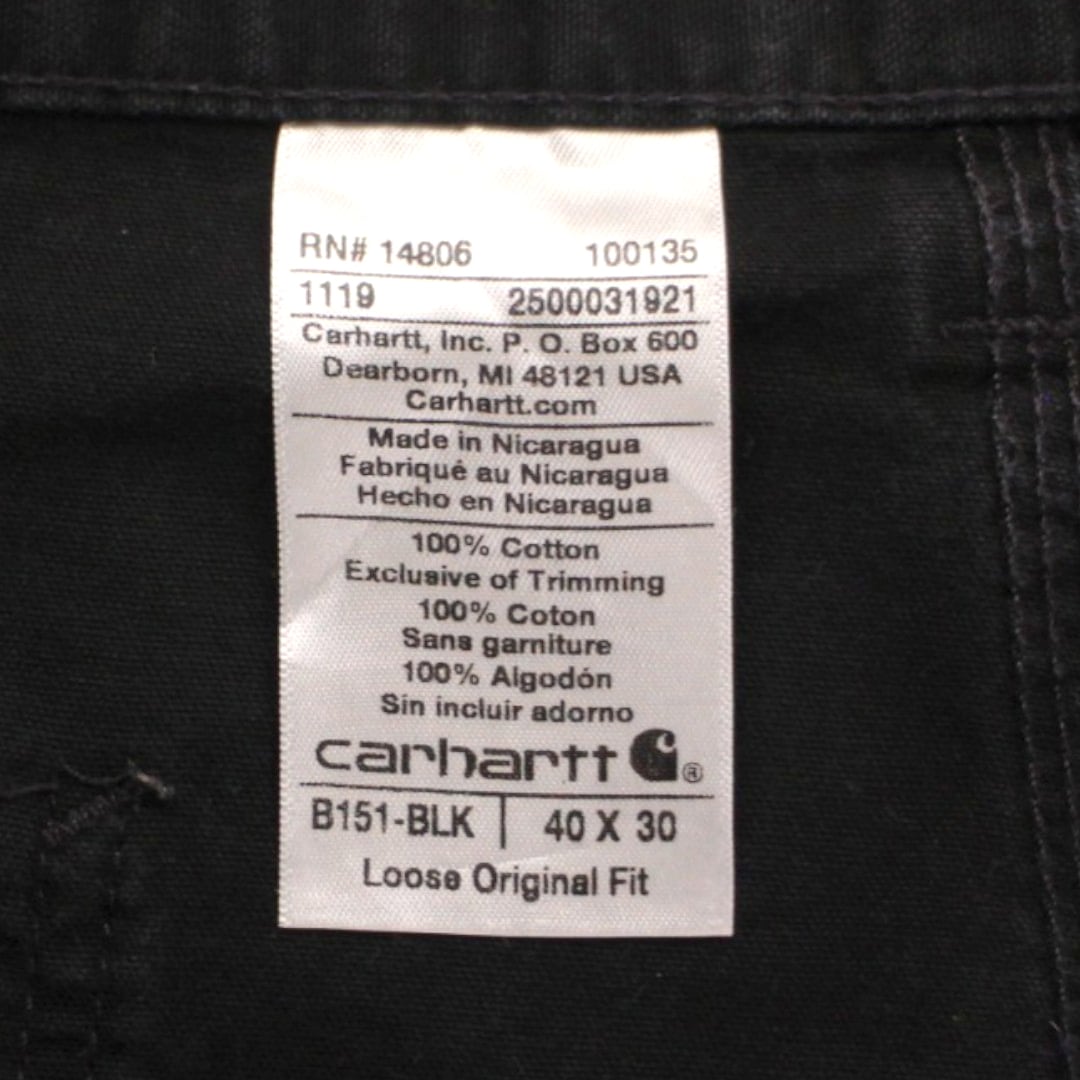 RN# 14806 100135
1119 2500031921
Carhartt, Inc. P. O. Box 600
Dearborn, MI 48121 USA
Carhartt.com
Made in Nicaragua
Fabriqué au Nicaragua
Hecho en Nicaragua
100% Cotton
Exclusive of Trimming
100% Coton
Sans garniture
100% Algodón
Sin incluir adorno
carhartt ®
B151-BLK | 40 X 30
Loose Original Fit